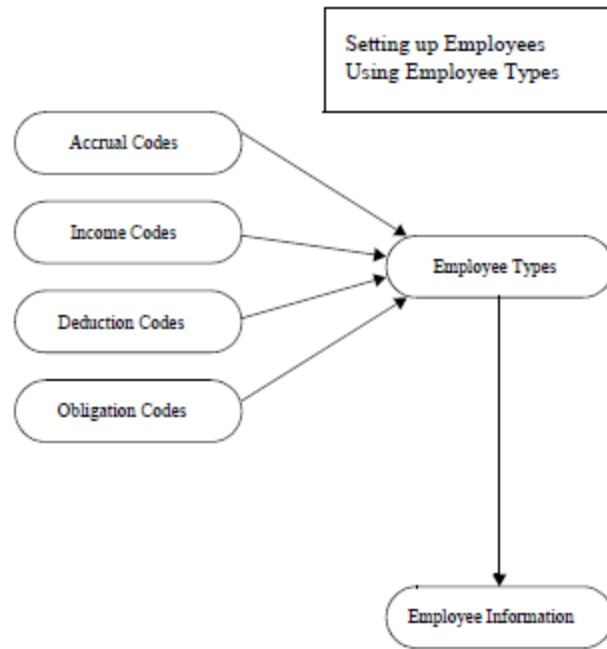 Setting up Employees
Using Employee Types
Accrual Codes
Income Codes
Employee Types
Deduction Codes
Obligation Codes
Employee Information